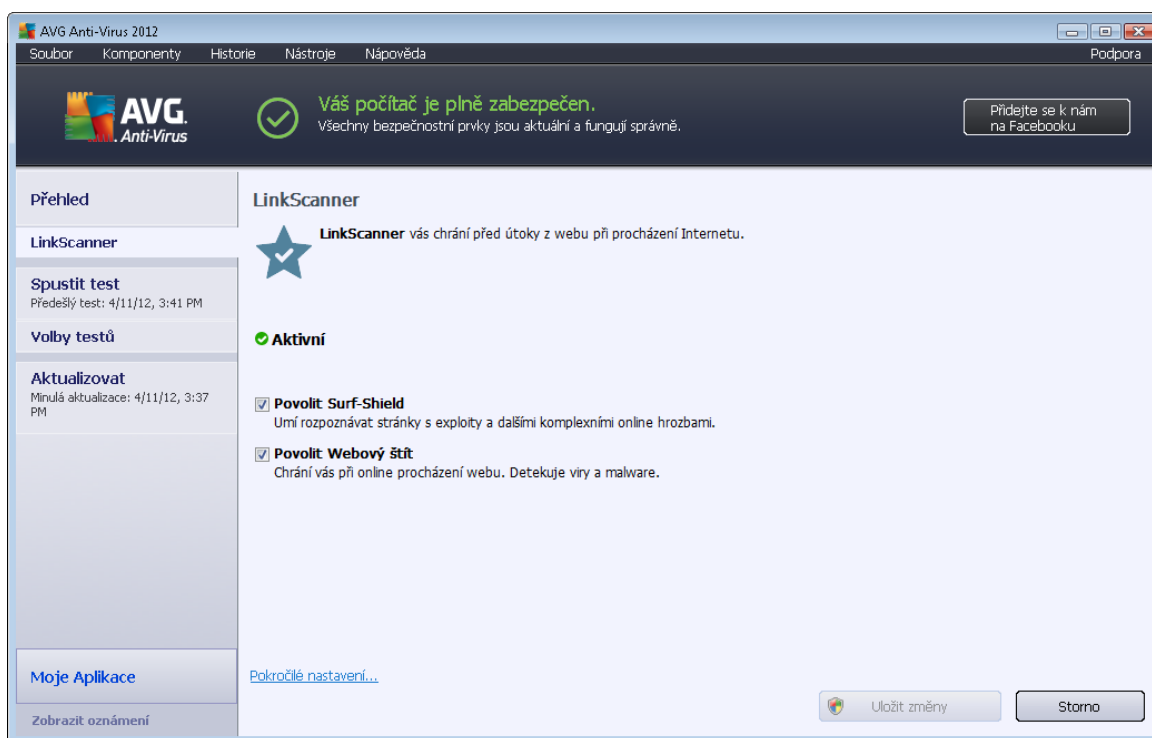 AVG Anti-Virus 2012
Soubor Komponenty Historie Nástroje Nápověda Podpora
AVG.
Anti-Virus
Váš počítač je plně zabezpečen.
Všechny bezpečnostní prvky jsou aktuální a fungují správně.
Přidejte se k nám
na Facebooku
Přehled
LinkScanner
Spustit test
Předešlý test: 4/11/12, 3:41 PM
Volby testů
Aktualizovat
Minulá aktualizace: 4/11/12, 3:37
PM
Moje Aplikace
Zobrazit oznámení
LinkScanner
LinkScanner vás chrání před útoky z webu při procházení Internetu.
Aktivní
Povolit Surf-Shield
Umí rozpoznávat stránky s exploity a dalšími komplexními online hrozbami.
Povolit Webový štít
Chrání vás při online procházení webu. Detekuje viry a malware.
Pokročilé nastavení...
Uložit změny
Storno